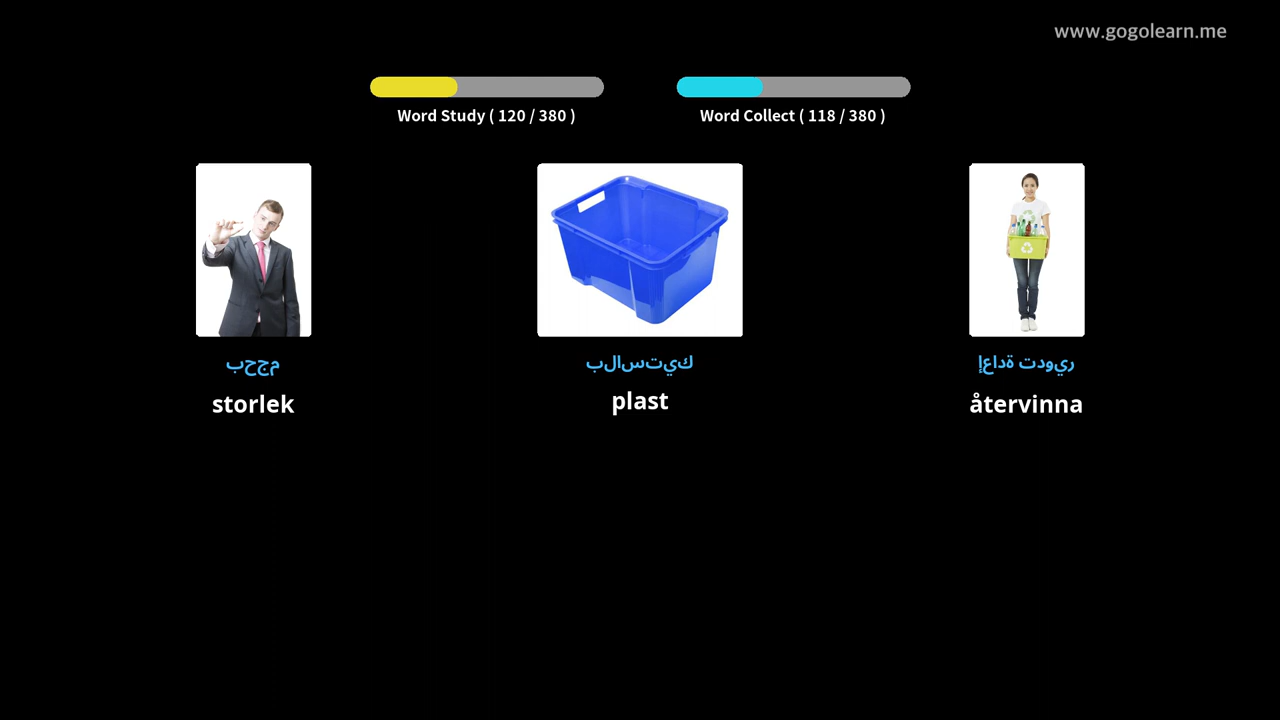 www.gogolearn.me
Word Study ( 120 / 380 )
Word Collect ( 118 / 380 )
بحجم
بلاستيك
إعادة تدوير
storlek
plast
återvinna